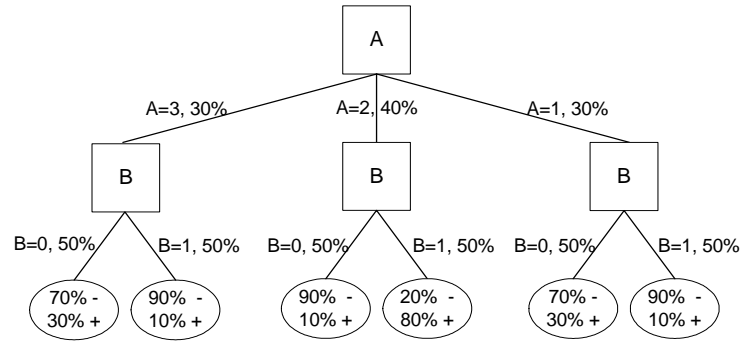 A
A=3, 30%
A=2, 40%
A=1, 30%
B
B
B
B=0, 50%
B=1, 50%
B=0, 50%
B=1, 50%
B=0, 50%
B=1, 50%
70% -
30% +
90% -
10% +
90% -
10% +
20% -
80% +
70% -
30% +
90% -
10% +